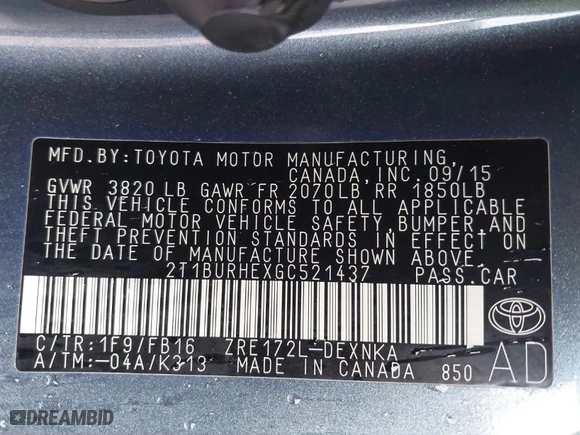 MFD.BY:TOYOTA MOTOR MANUFACTURING,
CANADA,INC.09/15
GVWR 3820 LB GAWR FR 2070LB,RR 1850LB
THIS VEHICLE CONFORMS TO ALL APPLICABLE
FEDERAL MOTOR VEHICLE SAFETY,BUMPER,AND
THEFT PREVENTION STANDARDS IN EFFECT ON
THE DATE OF MANUFACTURE SHOWN ABOVE.
2T1BURHEXGC521437 PASS.CAR
C/TR:1F9/FB16 ZRE172L-DEXNKA
A/TM:-04A/K313 MADE IN CANADA 850
AD
DREAMBID